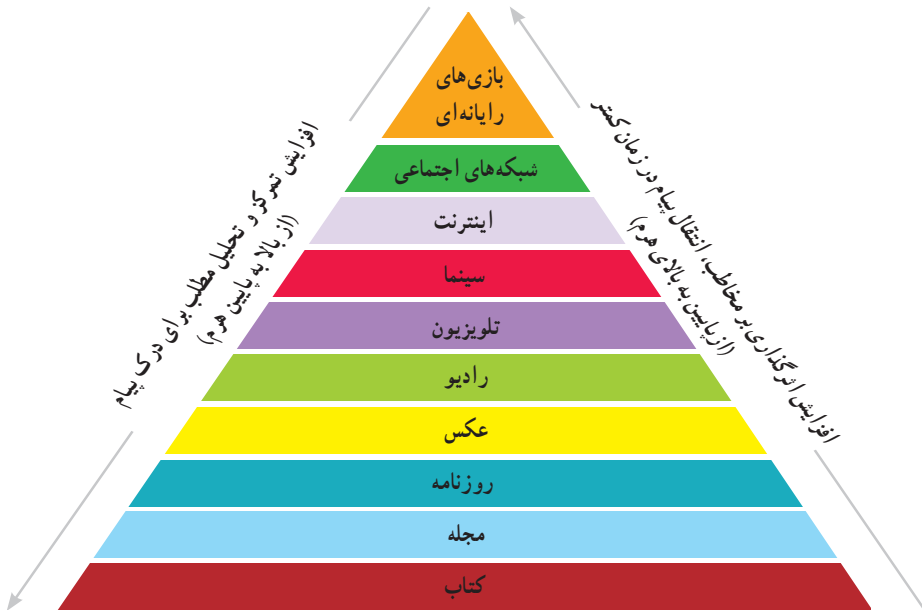 بازی‌های
رایانه‌ای
شبکه‌های اجتماعی
اینترنت
سینما
تلویزیون
رادیو
عکس
روزنامه
مجله
کتاب
افزایش اثرگذاری بر مخاطب، انتقال پیام در زمان کمتر
(از پایین به بالای هرم)
افزایش تمرکز و تحلیل مطلب برای درک پیام
(از بالا به پایین هرم)